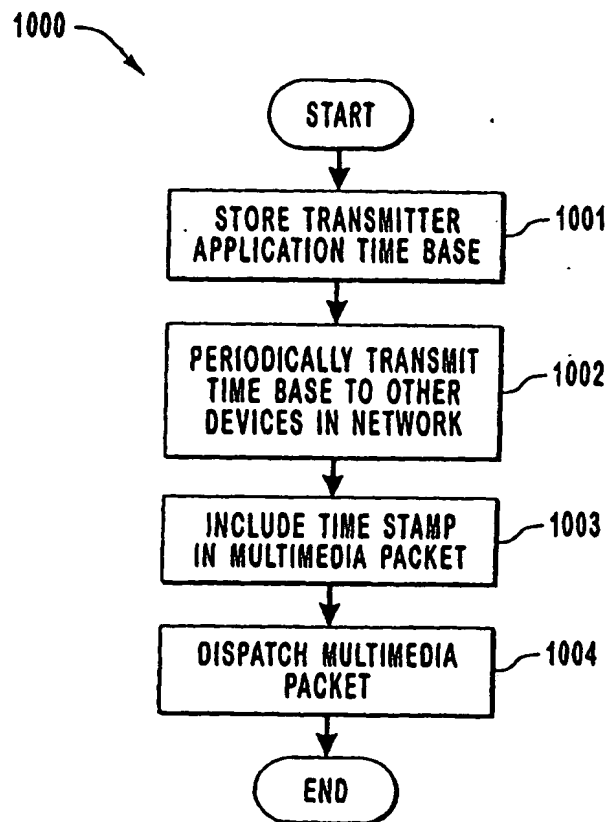 1000
START
STORE TRANSMITTER
APPLICATION TIME BASE
1001
PERIODICALLY TRANSMIT
TIME BASE TO OTHER
DEVICES IN NETWORK
1002
INCLUDE TIME STAMP
IN MULTIMEDIA PACKET
1003
DISPATCH MULTIMEDIA
PACKET
1004
END